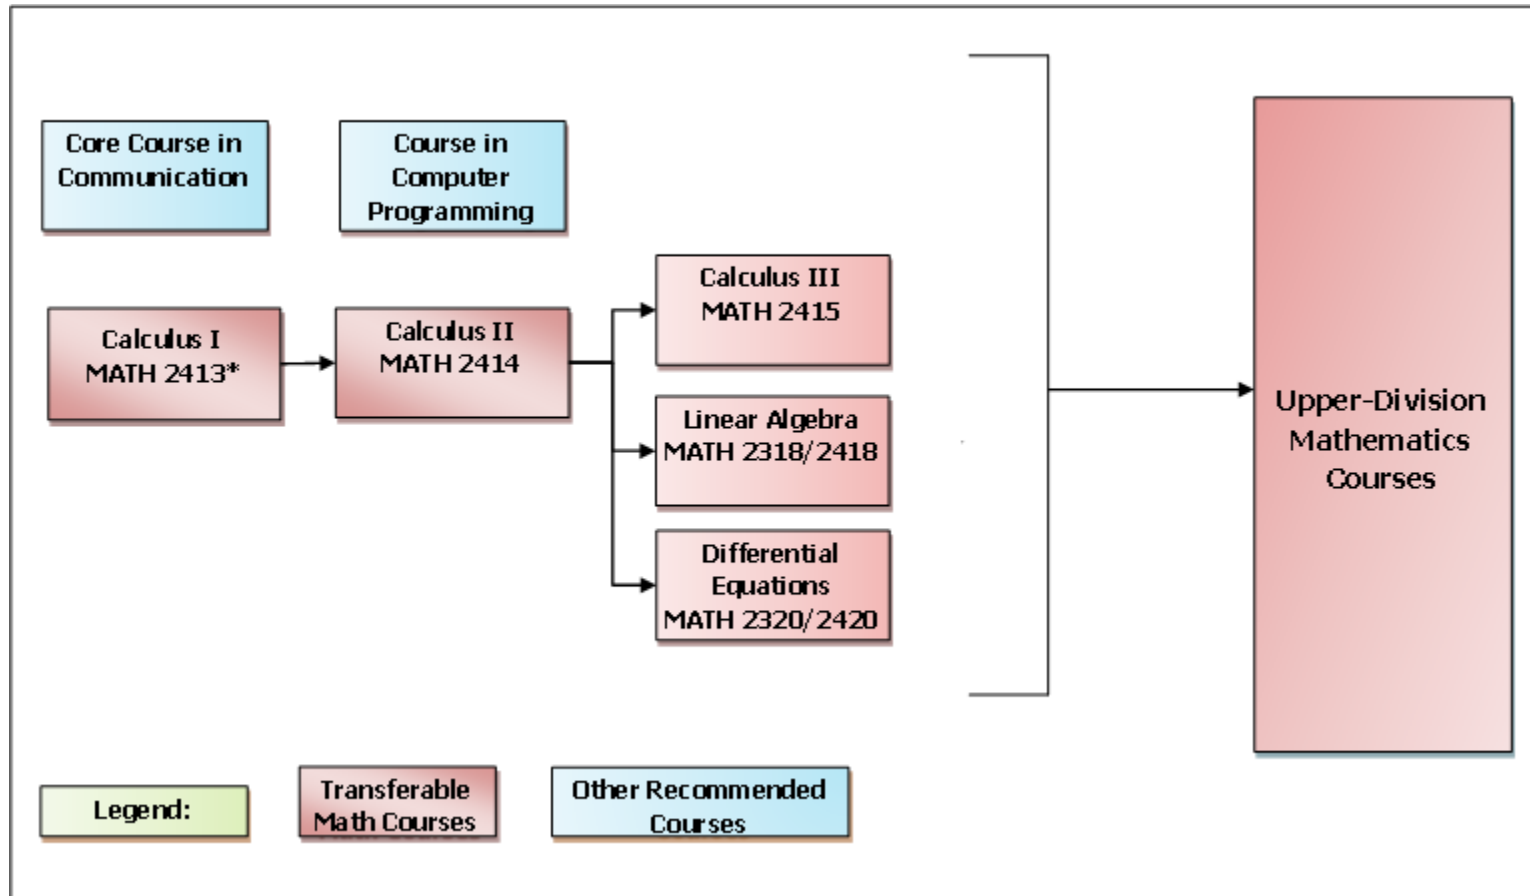 Core Course in
Communication
Course in
Computer
Programming
Calculus I
MATH 2413*
Calculus II
MATH 2414
Calculus III
MATH 2415
Linear Algebra
MATH 2318/2418
Differential
Equations
MATH 2320/2420
Upper-Division
Mathematics
Courses
Legend:
Transferable
Math Courses
Other Recommended
Courses